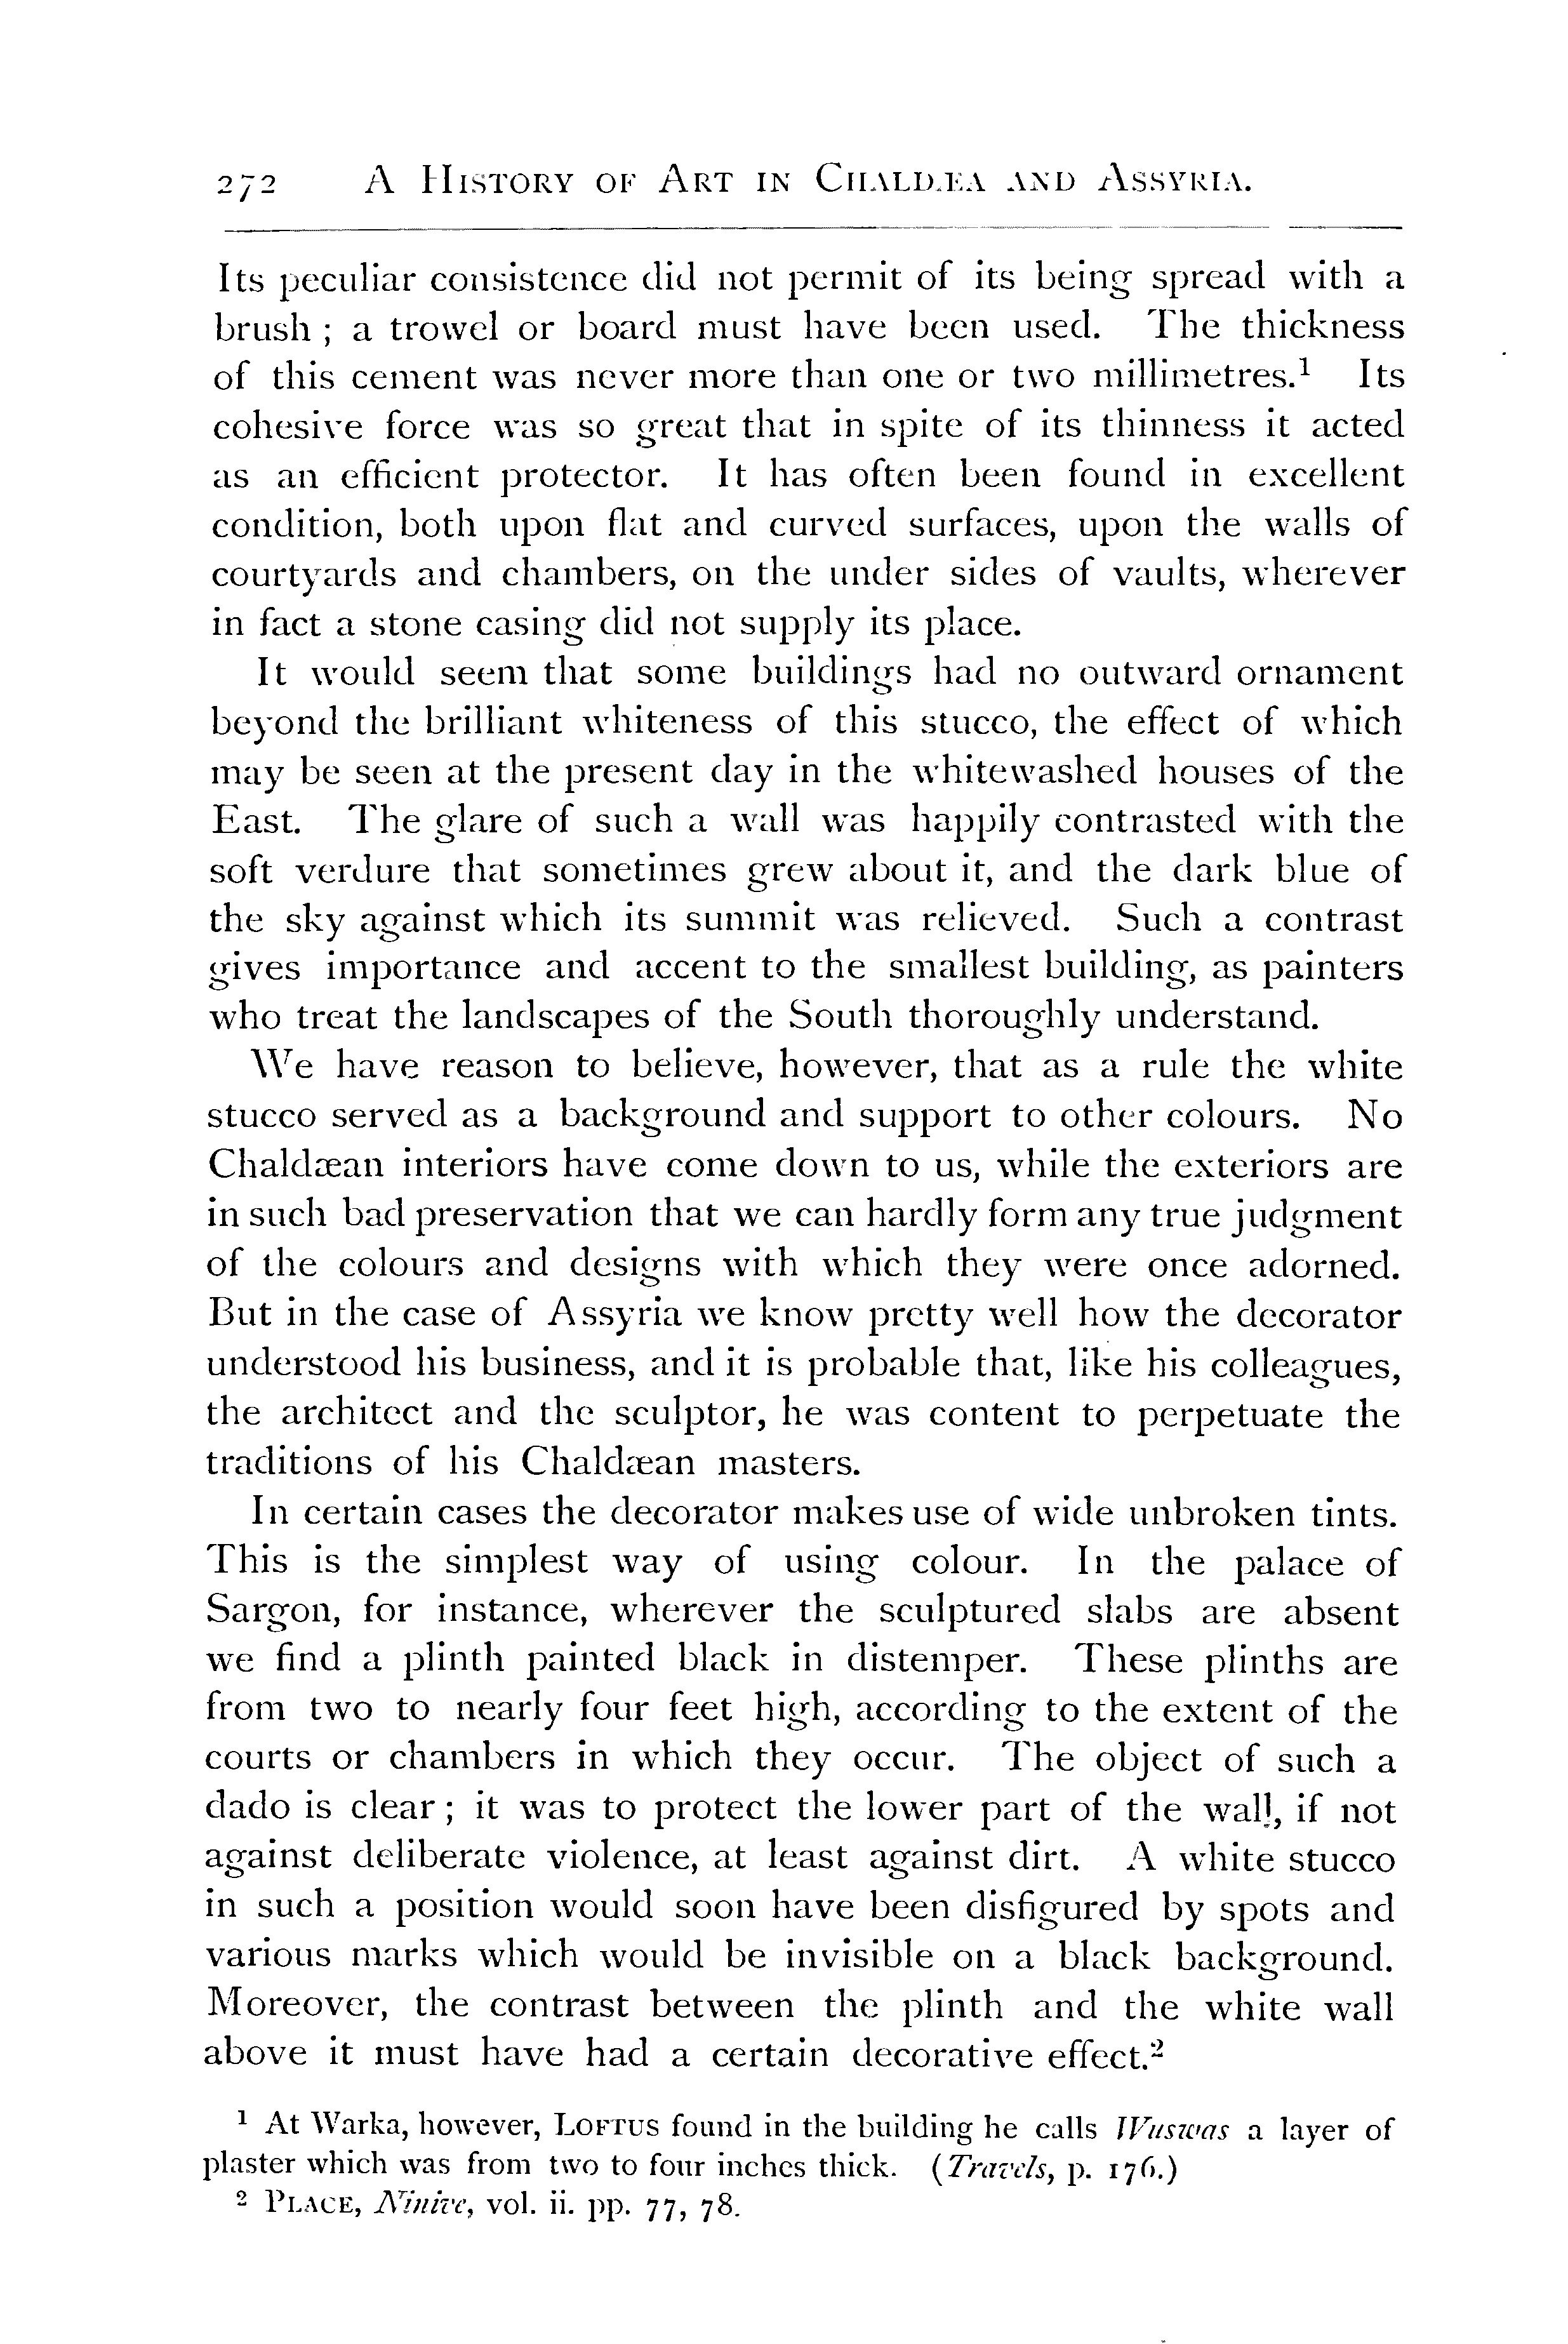 272 A History of Art in Chaldæa and Assyria.
Its peculiar consistence did not permit of its being spread with a
brush ; a trowel or board must have been used. The thickness
of this cement was never more than one or two millimetres.¹ Its
cohesive force was so great that in spite of its thinness it acted
as an efficient protector. It has often been found in excellent
condition, both upon flat and curved surfaces, upon the walls of
courtyards and chambers, on the under sides of vaults, wherever
in fact a stone casing did not supply its place.
It would seem that some buildings had no outward ornament
beyond the brilliant whiteness of this stucco, the effect of which
may be seen at the present day in the whitewashed houses of the
East. The glare of such a wall was happily contrasted with the
soft verdure that sometimes grew about it, and the dark blue of
the sky against which its summit was relieved. Such a contrast
gives importance and accent to the smallest building, as painters
who treat the landscapes of the South thoroughly understand.
We have reason to believe, however, that as a rule the white
stucco served as a background and support to other colours. No
Chaldæan interiors have come down to us, while the exteriors are
in such bad preservation that we can hardly form any true judgment
of the colours and designs with which they were once adorned.
But in the case of Assyria we know pretty well how the decorator
understood his business, and it is probable that, like his colleagues,
the architect and the sculptor, he was content to perpetuate the
traditions of his Chaldæan masters.
In certain cases the decorator makes use of wide unbroken tints.
This is the simplest way of using colour. In the palace of
Sargon, for instance, wherever the sculptured slabs are absent
we find a plinth painted black in distemper. These plinths are
from two to nearly four feet high, according to the extent of the
courts or chambers in which they occur. The object of such a
dado is clear ; it was to protect the lower part of the wall, if not
against deliberate violence, at least against dirt. A white stucco
in such a position would soon have been disfigured by spots and
various marks which would be invisible on a black background.
Moreover, the contrast between the plinth and the white wall
above it must have had a certain decorative effect.²
¹ At Warka, however, Loftus found in the building he calls Wuswas a layer of
plaster which was from two to four inches thick. (Travels, p. 176.)
² Place, Ninive, vol. ii. pp. 77, 78.